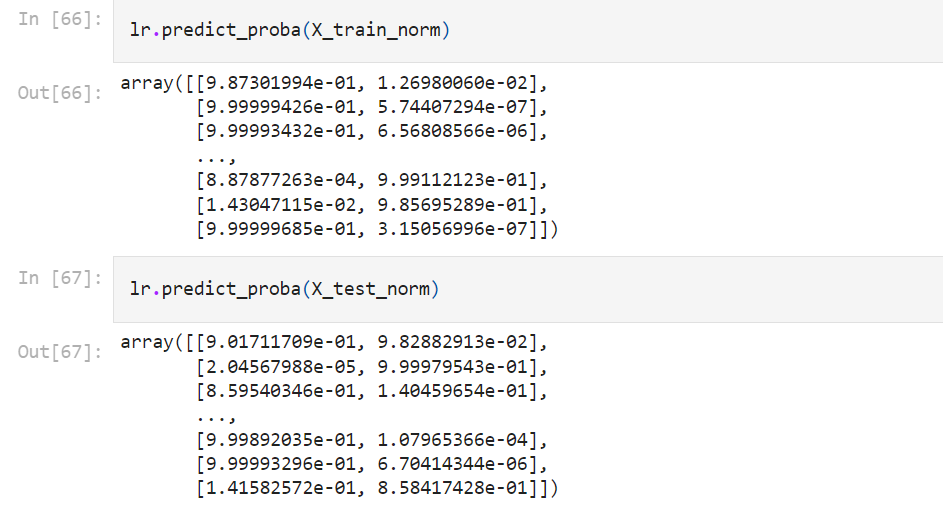 In [66]:
lr.predict_proba(X_train_norm)
Out[66]:
array([[9.87301994e-01, 1.26980060e-02],
[9.99999426e-01, 5.74407294e-07],
[9.99993432e-01, 6.56808566e-06],
...,
[8.87877263e-04, 9.99112123e-01],
[1.43047115e-02, 9.85695289e-01],
[9.99999685e-01, 3.15056996e-07]])
In [67]:
lr.predict_proba(X_test_norm)
Out[67]:
array([[9.01711709e-01, 9.82882913e-02],
[2.04567988e-05, 9.99979543e-01],
[8.59540346e-01, 1.40459654e-01],
...,
[9.99892035e-01, 1.07965366e-04],
[9.99993296e-01, 6.70414344e-06],
[1.41582572e-01, 8.58417428e-01]])